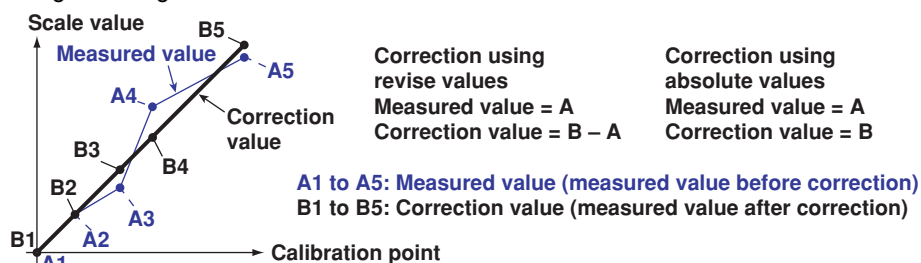 Scale value
B5
Measured value
A5
A4
Correction
value
B3
B4
B2
A3
A2
B1
A1
Calibration point
Correction using
revise values
Measured value = A
Correction value = B – A
Correction using
absolute values
Measured value = A
Correction value = B
A1 to A5: Measured value (measured value before correction)
B1 to B5: Correction value (measured value after correction)